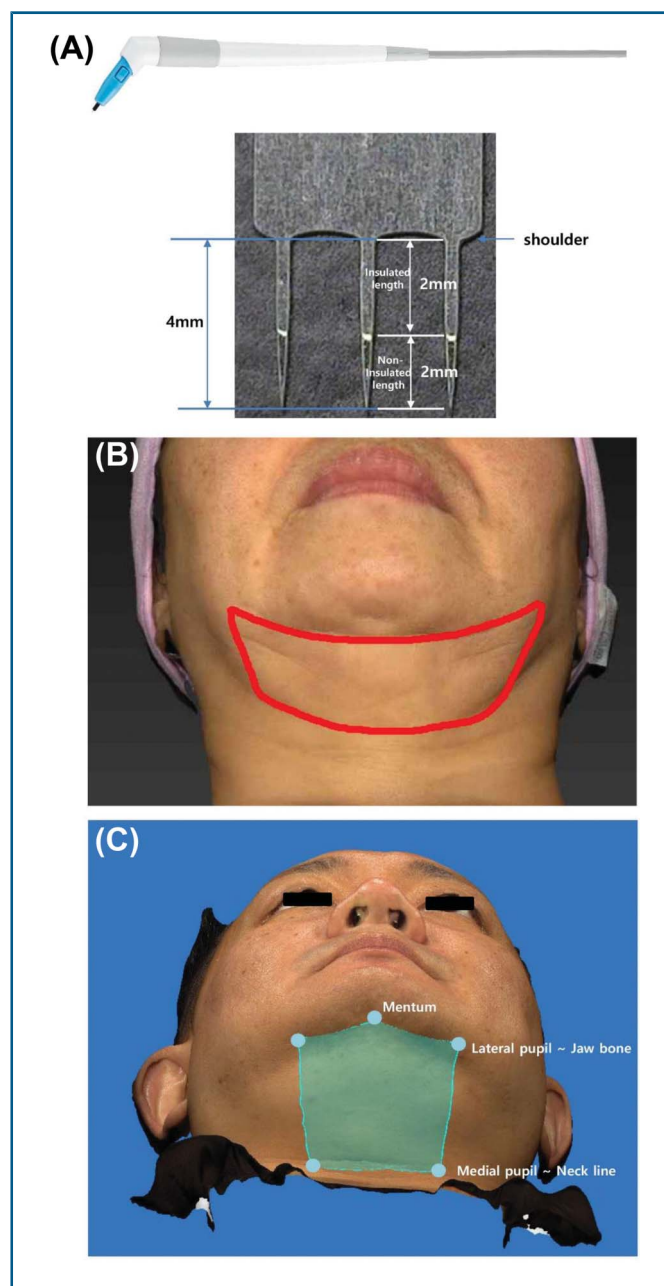 (A)
shoulder
Insulated
length
2mm
4mm
Non-
Insulated
length
2mm
(B)
(C)
Mentum
Lateral pupil ~ Jaw bone
Medial pupil ~ Neck line